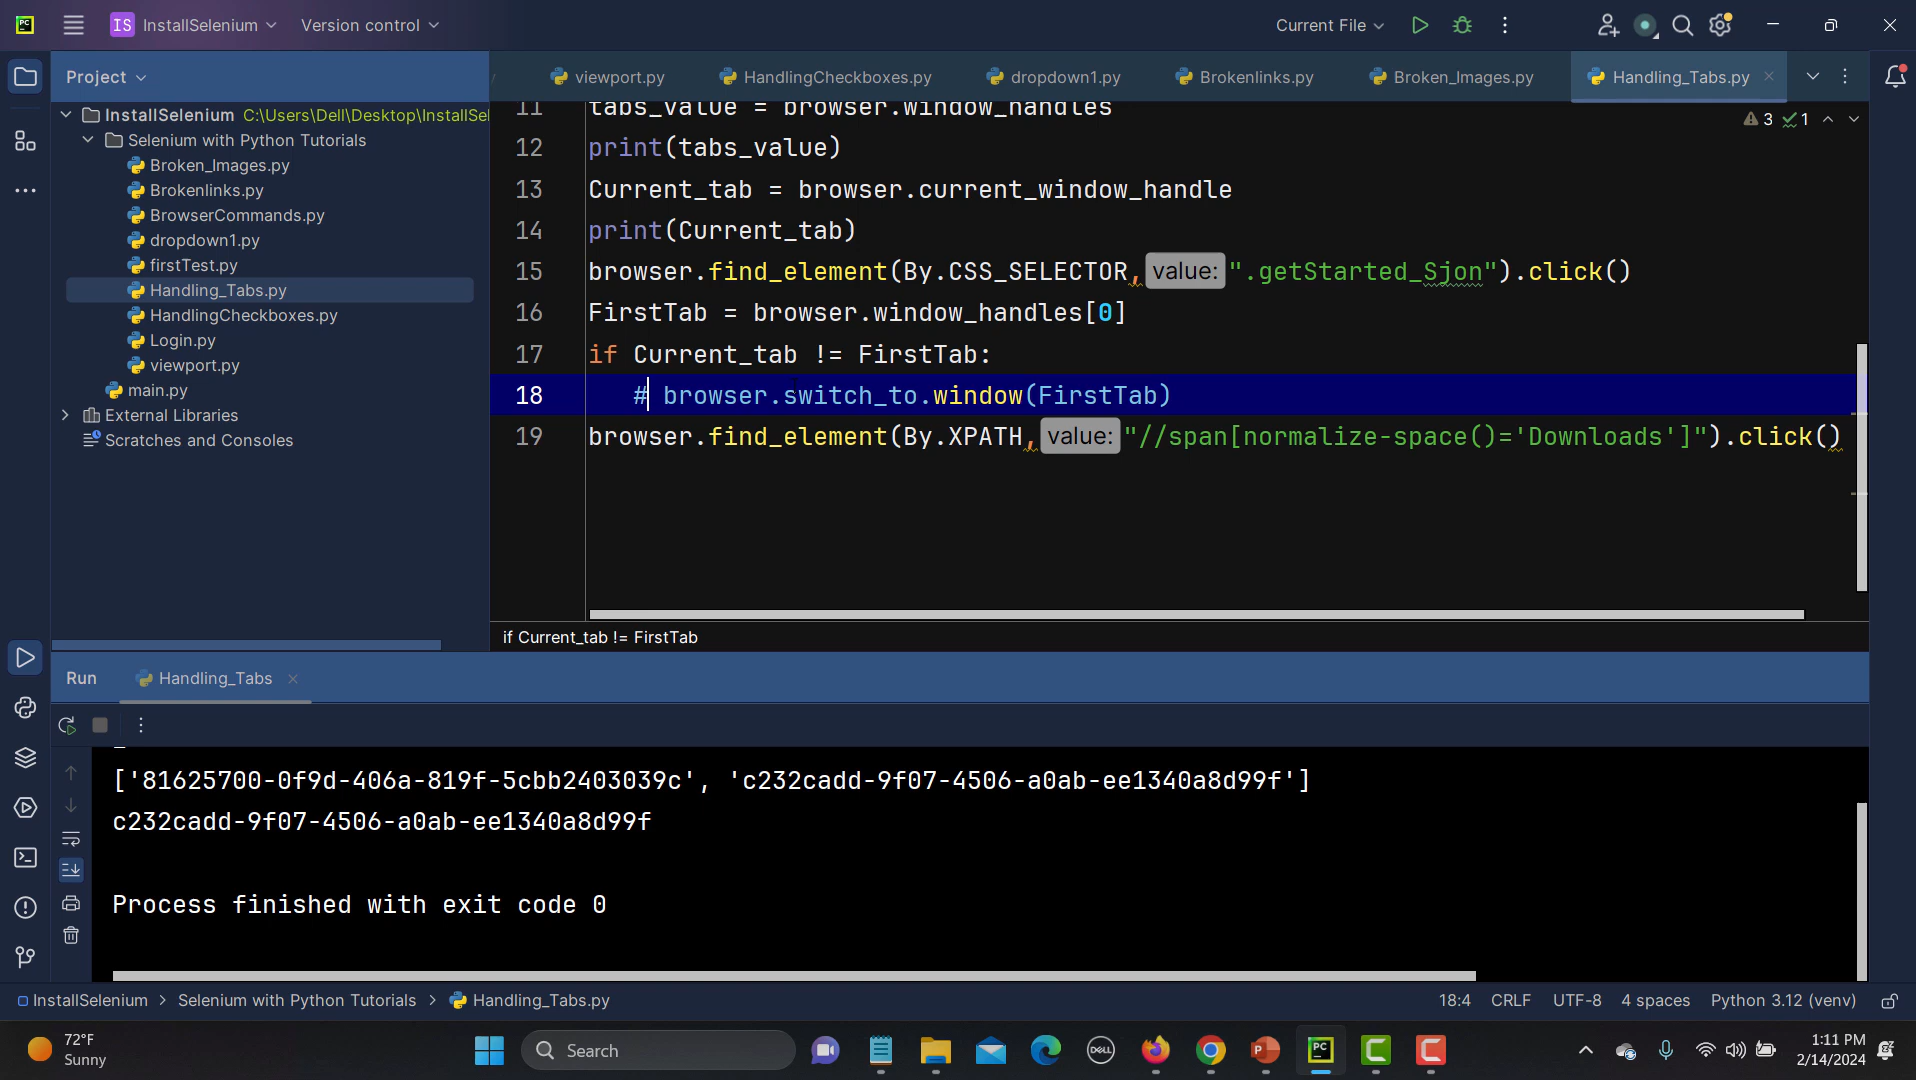 PC IS InstallSelenium Version control Current File
Project viewport.py HandlingCheckboxes.py dropdown1.py Brokenlinks.py Broken_Images.py Handling_Tabs.py
InstallSelenium C:\Users\Dell\Desktop\InstallSel
Selenium with Python Tutorials
Broken_Images.py
Brokenlinks.py
BrowserCommands.py
dropdown1.py
firstTest.py
Handling_Tabs.py
HandlingCheckboxes.py
Login.py
viewport.py
main.py
External Libraries
Scratches and Consoles
3 1
11 tabs_value = browser.window_handles
12 print(tabs_value)
13 Current_tab = browser.current_window_handle
14 print(Current_tab)
15 browser.find_element(By.CSS_SELECTOR, value: ".getStarted_Sjon").click()
16 FirstTab = browser.window_handles[0]
17 if Current_tab != FirstTab:
18 # browser.switch_to.window(FirstTab)
19 browser.find_element(By.XPATH, value: "//span[normalize-space()='Downloads']").click()
if Current_tab != FirstTab
Run Handling_Tabs
['81625700-0f9d-406a-819f-5cbb2403039c', 'c232cadd-9f07-4506-a0ab-ee1340a8d99f']
c232cadd-9f07-4506-a0ab-ee1340a8d99f
Process finished with exit code 0
InstallSelenium > Selenium with Python Tutorials > Handling_Tabs.py 18:4 CRLF UTF-8 4 spaces Python 3.12 (venv)
72°F
Sunny
Search
DELL
PC
1:11 PM
2/14/2024